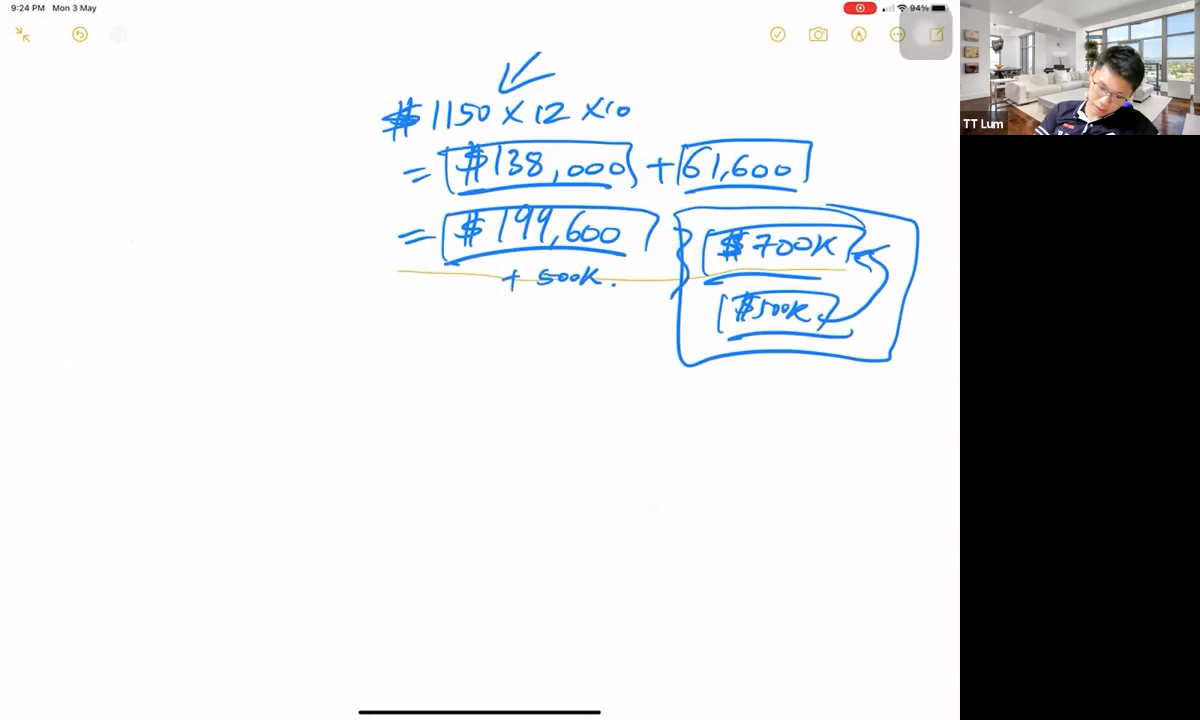 9:24 PM Mon 3 May
94%
TT Lum
$1150 x 12 x 10
= $138,000 + 61,600
= $199,600
+ 500K.
$700K
$500K